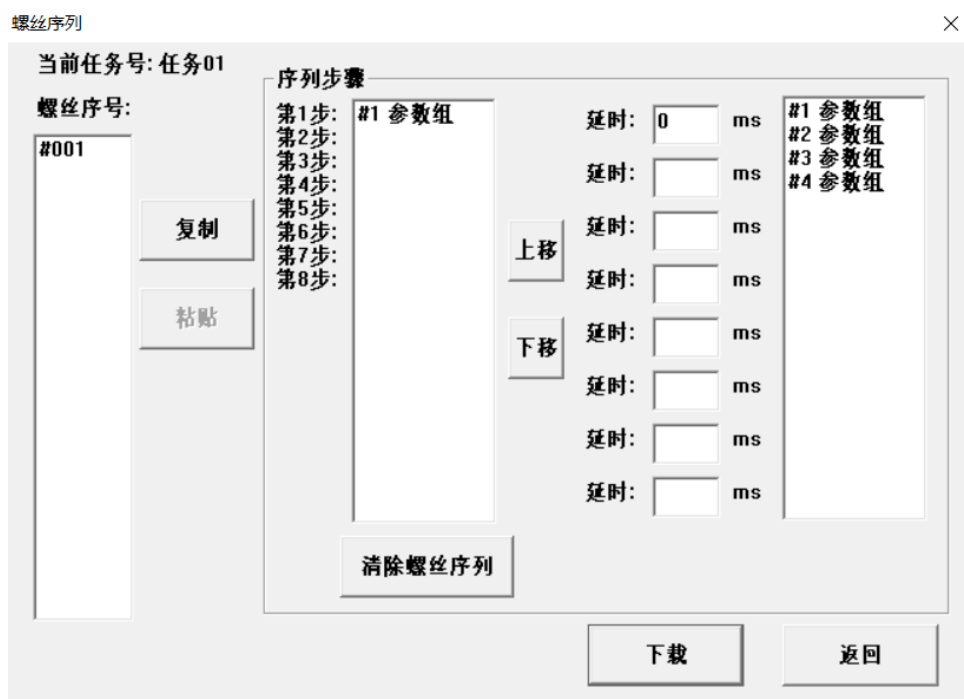 螺丝序列
当前任务号: 任务01
螺丝序号:
#001
复制
粘贴
序列步骤
第1步:
第2步:
第3步:
第4步:
第5步:
第6步:
第7步:
第8步:
#1 参数组
上移
下移
延时: 0 ms
延时: ms
延时: ms
延时: ms
延时: ms
延时: ms
延时: ms
延时: ms
#1 参数组
#2 参数组
#3 参数组
#4 参数组
清除螺丝序列
下载
返回